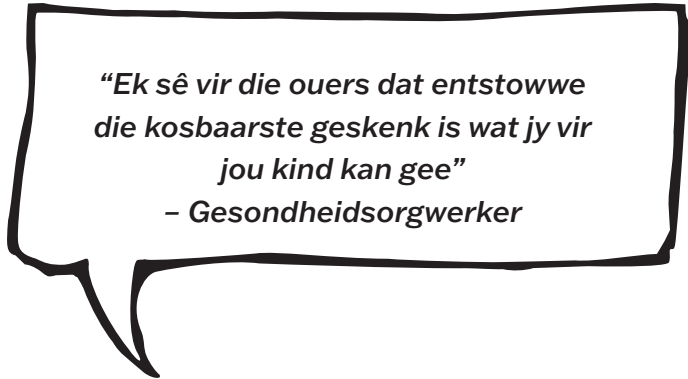 “Ek sê vir die ouers dat entstowwe
die kosbaarste geskenk is wat jy vir
jou kind kan gee”
– Gesondheidsorgwerker